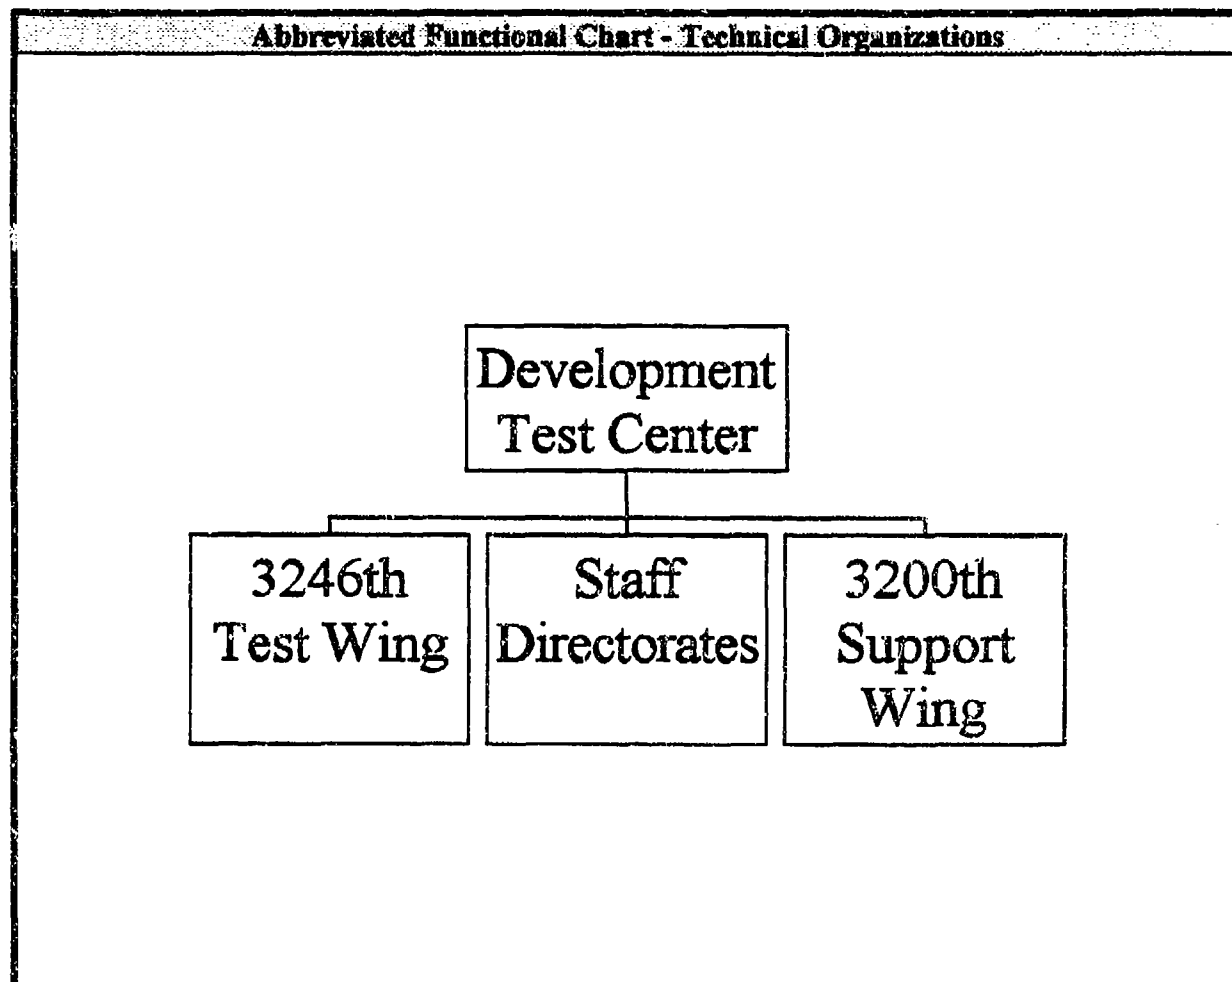 Abbreviated Functional Chart - Technical Organizations
Development
Test Center
3246th
Test Wing
Staff
Directorates
3200th
Support
Wing